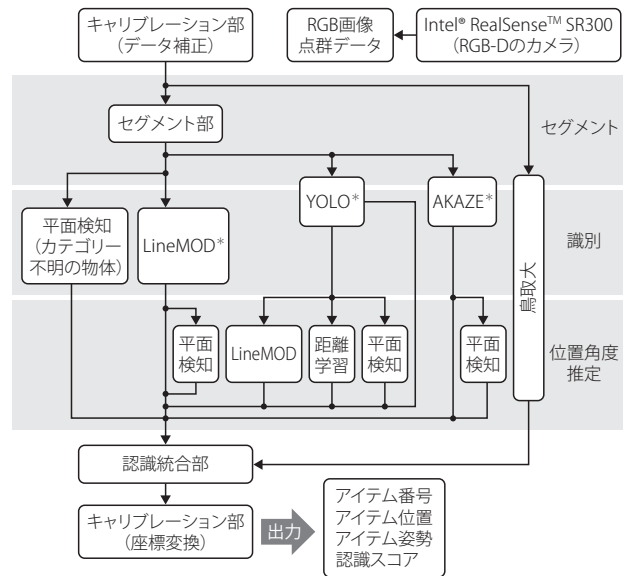 キャリブレーション部
（データ補正）
RGB画像
点群データ
Intel® RealSense™ SR300
（RGB-Dのカメラ）
セグメント部
セグメント
平面検知
（カテゴリー
不明の物体）
LineMOD*
YOLO*
AKAZE*
鳥取大
識別
平面
検知
LineMOD
距離
学習
平面
検知
平面
検知
位置角度
推定
認識統合部
キャリブレーション部
（座標変換）
出力
アイテム番号
アイテム位置
アイテム姿勢
認識スコア